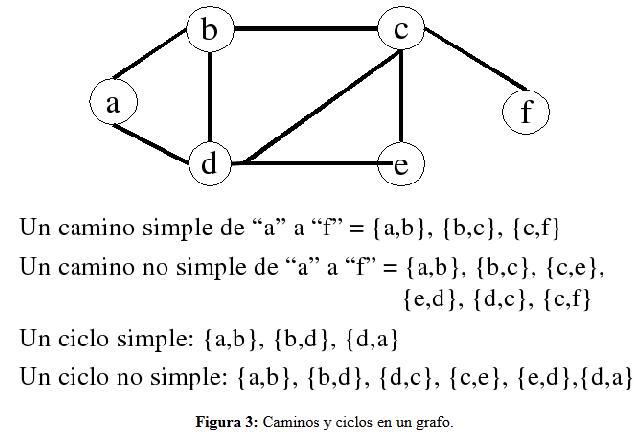 b
c
a
f
d
e
Un camino simple de “a” a “f” = {a,b}, {b,c}, {c,f}
Un camino no simple de “a” a “f” = {a,b}, {b,c}, {c,e},
{e,d}, {d,c}, {c,f}
Un ciclo simple: {a,b}, {b,d}, {d,a}
Un ciclo no simple: {a,b}, {b,d}, {d,c}, {c,e}, {e,d},{d,a}
Figura 3: Caminos y ciclos en un grafo.